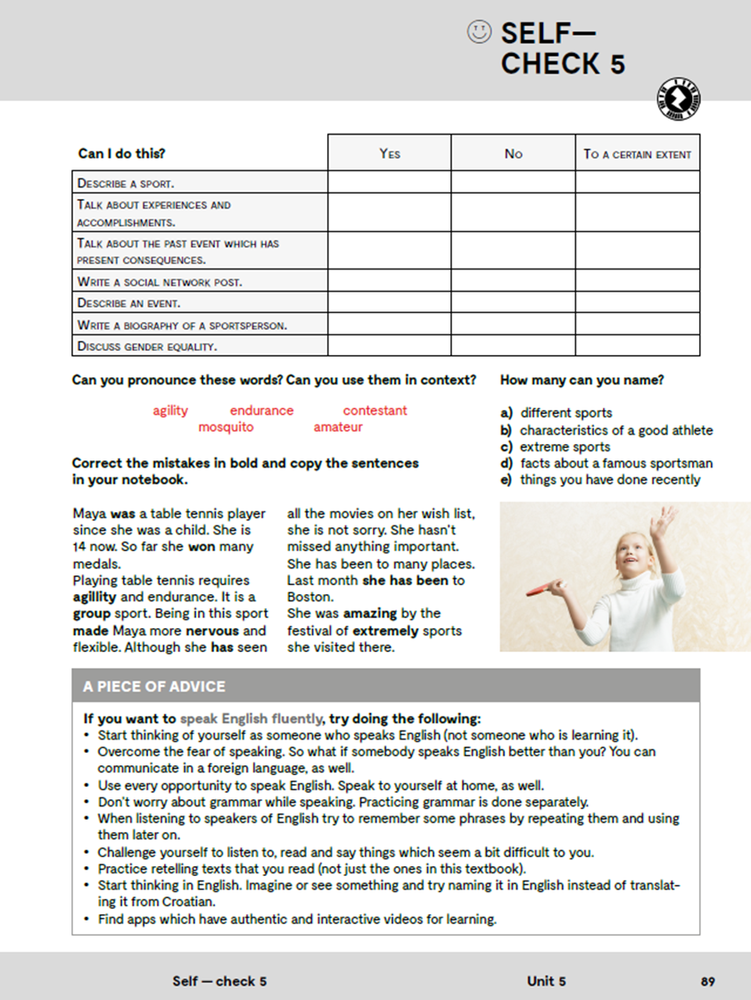 SELF—
CHECK 5
Can I do this?
YES
NO
TO A CERTAIN EXTENT
DESCRIBE A SPORT.
TALK ABOUT EXPERIENCES AND
ACCOMPLISHMENTS.
TALK ABOUT THE PAST EVENT WHICH HAS
PRESENT CONSEQUENCES.
WRITE A SOCIAL NETWORK POST.
DESCRIBE AN EVENT.
WRITE A BIOGRAPHY OF A SPORTSPERSON.
DISCUSS GENDER EQUALITY.
Can you pronounce these words? Can you use them in context?
agility endurance contestant
mosquito amateur
Correct the mistakes in bold and copy the sentences
in your notebook.
Maya was a table tennis player
since she was a child. She is
14 now. So far she won many
medals.
Playing table tennis requires
agillity and endurance. It is a
group sport. Being in this sport
made Maya more nervous and
flexible. Although she has seen
all the movies on her wish list,
she is not sorry. She hasn't
missed anything important.
She has been to many places.
Last month she has been to
Boston.
She was amazing by the
festival of extremely sports
she visited there.
How many can you name?
a) different sports
b) characteristics of a good athlete
c) extreme sports
d) facts about a famous sportsman
e) things you have done recently
A PIECE OF ADVICE
If you want to speak English fluently, try doing the following:
• Start thinking of yourself as someone who speaks English (not someone who is learning it).
• Overcome the fear of speaking. So what if somebody speaks English better than you? You can
communicate in a foreign language, as well.
• Use every opportunity to speak English. Speak to yourself at home, as well.
• Don't worry about grammar while speaking. Practicing grammar is done separately.
• When listening to speakers of English try to remember some phrases by repeating them and using
them later on.
• Challenge yourself to listen to, read and say things which seem a bit difficult to you.
• Practice retelling texts that you read (not just the ones in this textbook).
• Start thinking in English. Imagine or see something and try naming it in English instead of translat-
ing it from Croatian.
• Find apps which have authentic and interactive videos for learning.
Self — check 5
Unit 5
89